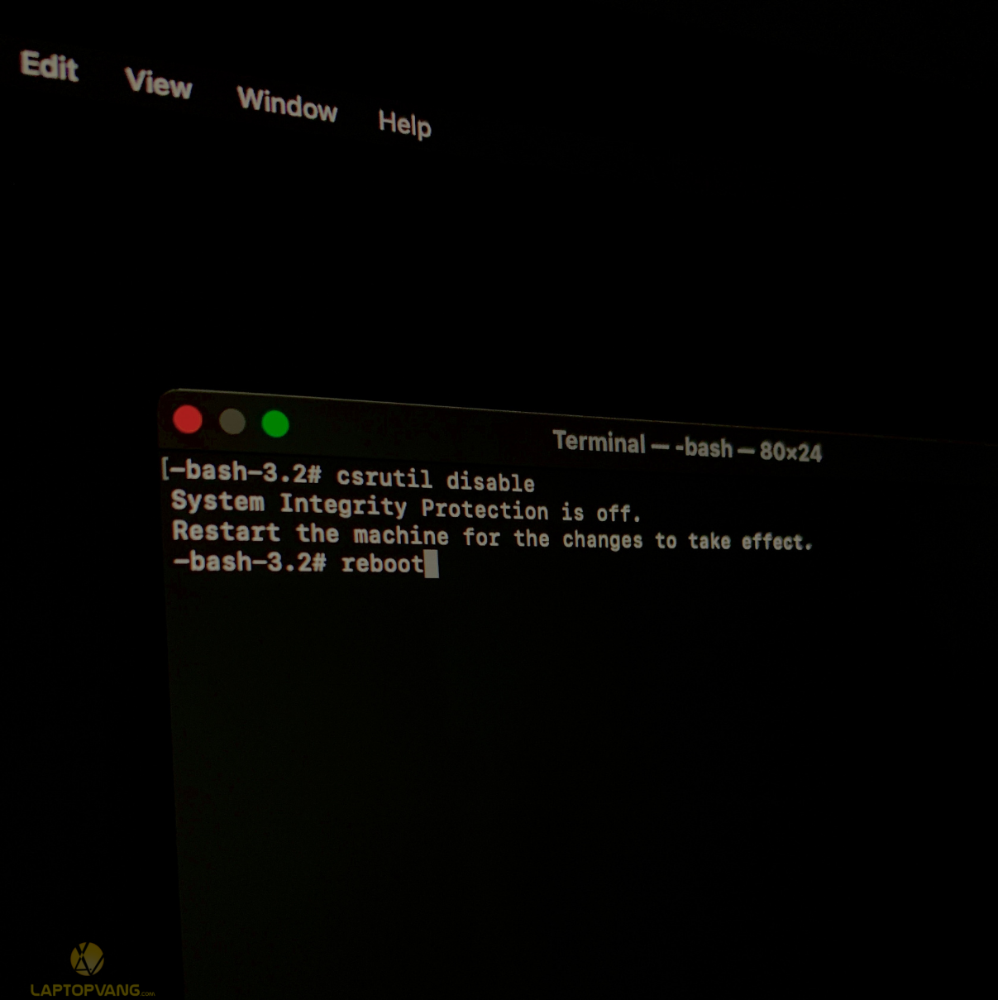 Edit View Window Help
Terminal — -bash — 80×24
[-bash-3.2# csrutil disable
System Integrity Protection is off.
Restart the machine for the changes to take effect.
-bash-3.2# reboot
LAPTOPVANG.com